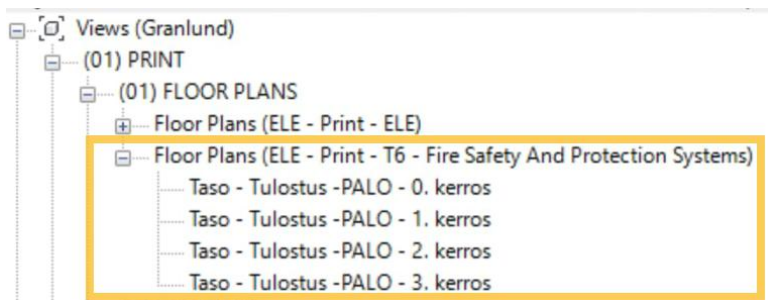 Views (Granlund)
(01) PRINT
(01) FLOOR PLANS
Floor Plans (ELE - Print - ELE)
Floor Plans (ELE - Print - T6 - Fire Safety And Protection Systems)
Taso - Tulostus -PALO - 0. kerros
Taso - Tulostus -PALO - 1. kerros
Taso - Tulostus -PALO - 2. kerros
Taso - Tulostus -PALO - 3. kerros